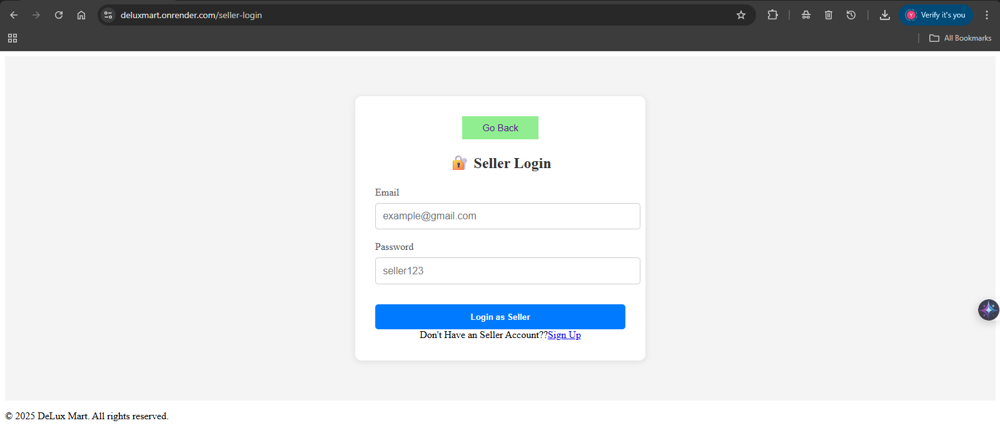 deluxmart.onrender.com/seller-login
Y
Verify it's you
All Bookmarks
Go Back
Seller Login
Email
example@gmail.com
Password
seller123
Login as Seller
Don't Have an Seller Account??Sign Up
© 2025 DeLux Mart. All rights reserved.